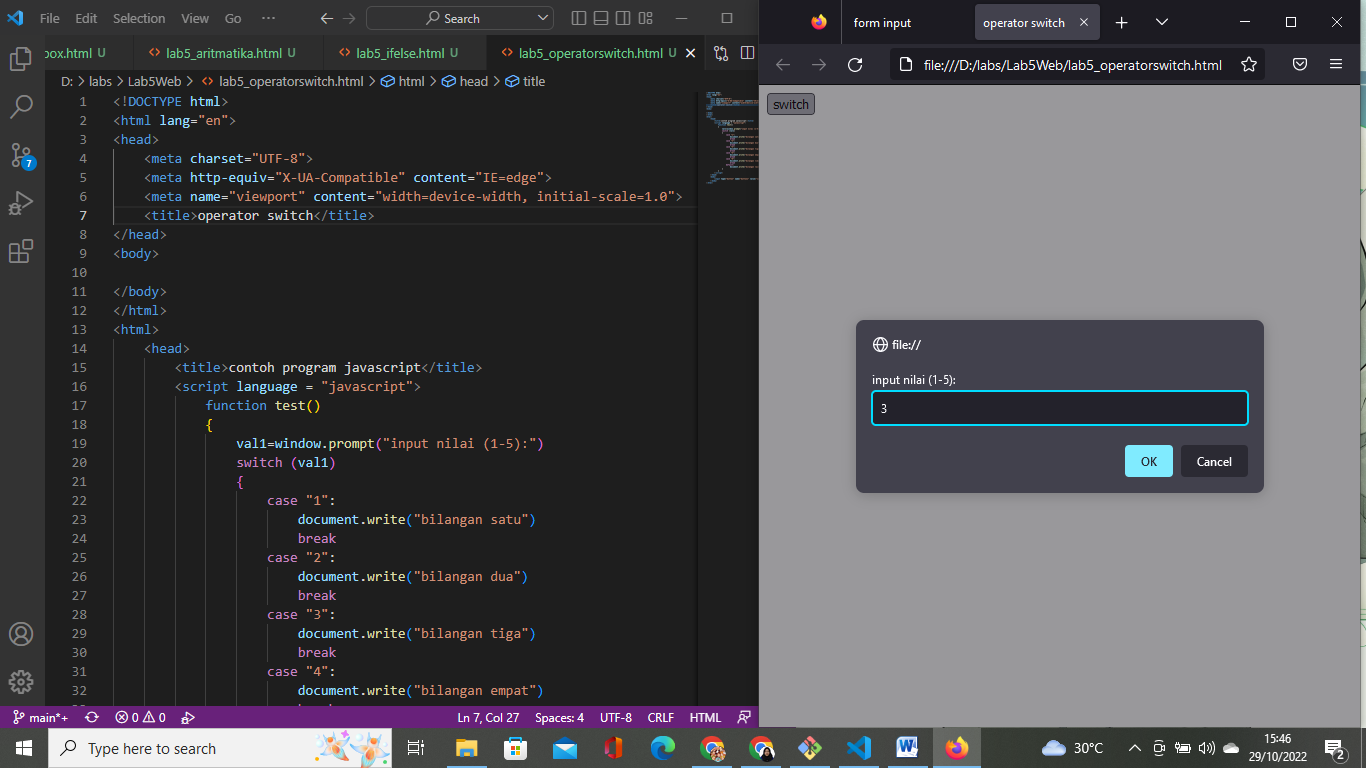 File Edit Selection View Go ··· Search
box.html U lab5_aritmatika.html U lab5_ifelse.html U lab5_operatorswitch.html U
D: > labs > Lab5Web > lab5_operatorswitch.html > html > head > title
1 <!DOCTYPE html>
2 <html lang="en">
3 <head>
4 <meta charset="UTF-8">
5 <meta http-equiv="X-UA-Compatible" content="IE=edge">
6 <meta name="viewport" content="width=device-width, initial-scale=1.0">
7 <title>operator switch</title>
8 </head>
9 <body>
10
11 </body>
12 </html>
13 <html>
14 <head>
15 <title>contoh program javascript</title>
16 <script language = "javascript">
17 function test()
18 {
19 val1=window.prompt("input nilai (1-5):")
20 switch (val1)
21 {
22 case "1":
23 document.write("bilangan satu")
24 break
25 case "2":
26 document.write("bilangan dua")
27 break
28 case "3":
29 document.write("bilangan tiga")
30 break
31 case "4":
32 document.write("bilangan empat")
7
main*+ 0 0 Ln 7, Col 27 Spaces: 4 UTF-8 CRLF HTML
form input operator switch
file:///D:/labs/Lab5Web/lab5_operatorswitch.html
switch
file://
input nilai (1-5):
3
OK Cancel
Type here to search
30°C
15:46
29/10/2022
2